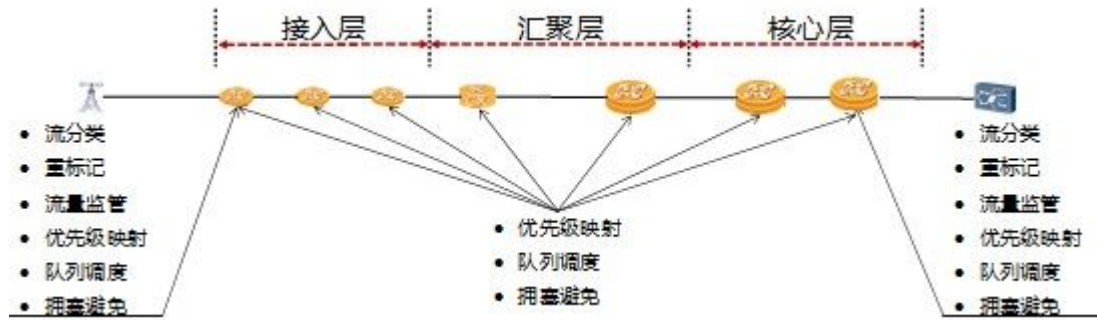 接入层
汇聚层
核心层
流分类
重标记
流量监管
优先级映射
队列调度
拥塞避免
优先级映射
队列调度
拥塞避免
流分类
重标记
流量监管
优先级映射
队列调度
拥塞避免